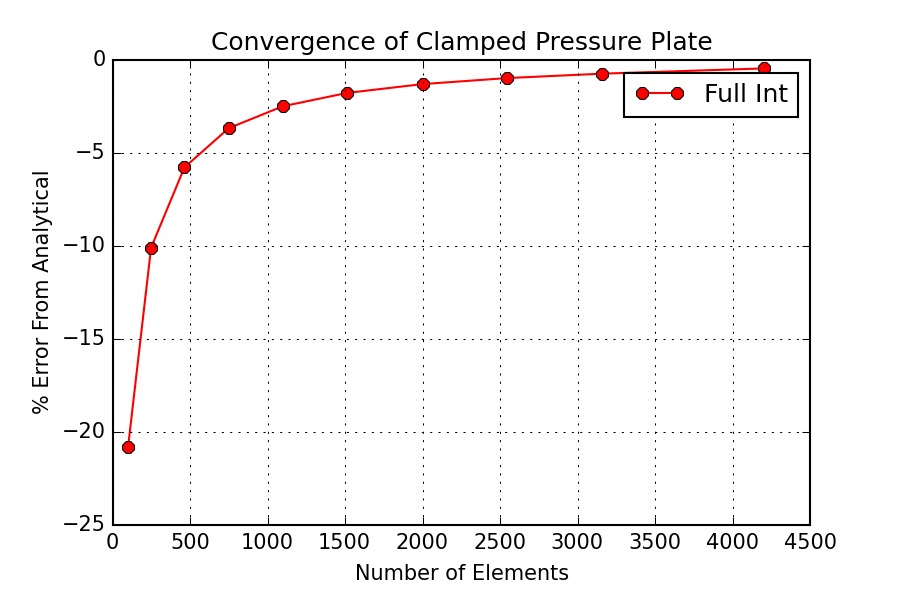 Convergence of Clamped Pressure Plate
0
−5
−10
−15
−20
−25
% Error From Analytical
Full Int
0 500 1000 1500 2000 2500 3000 3500 4000 4500
Number of Elements